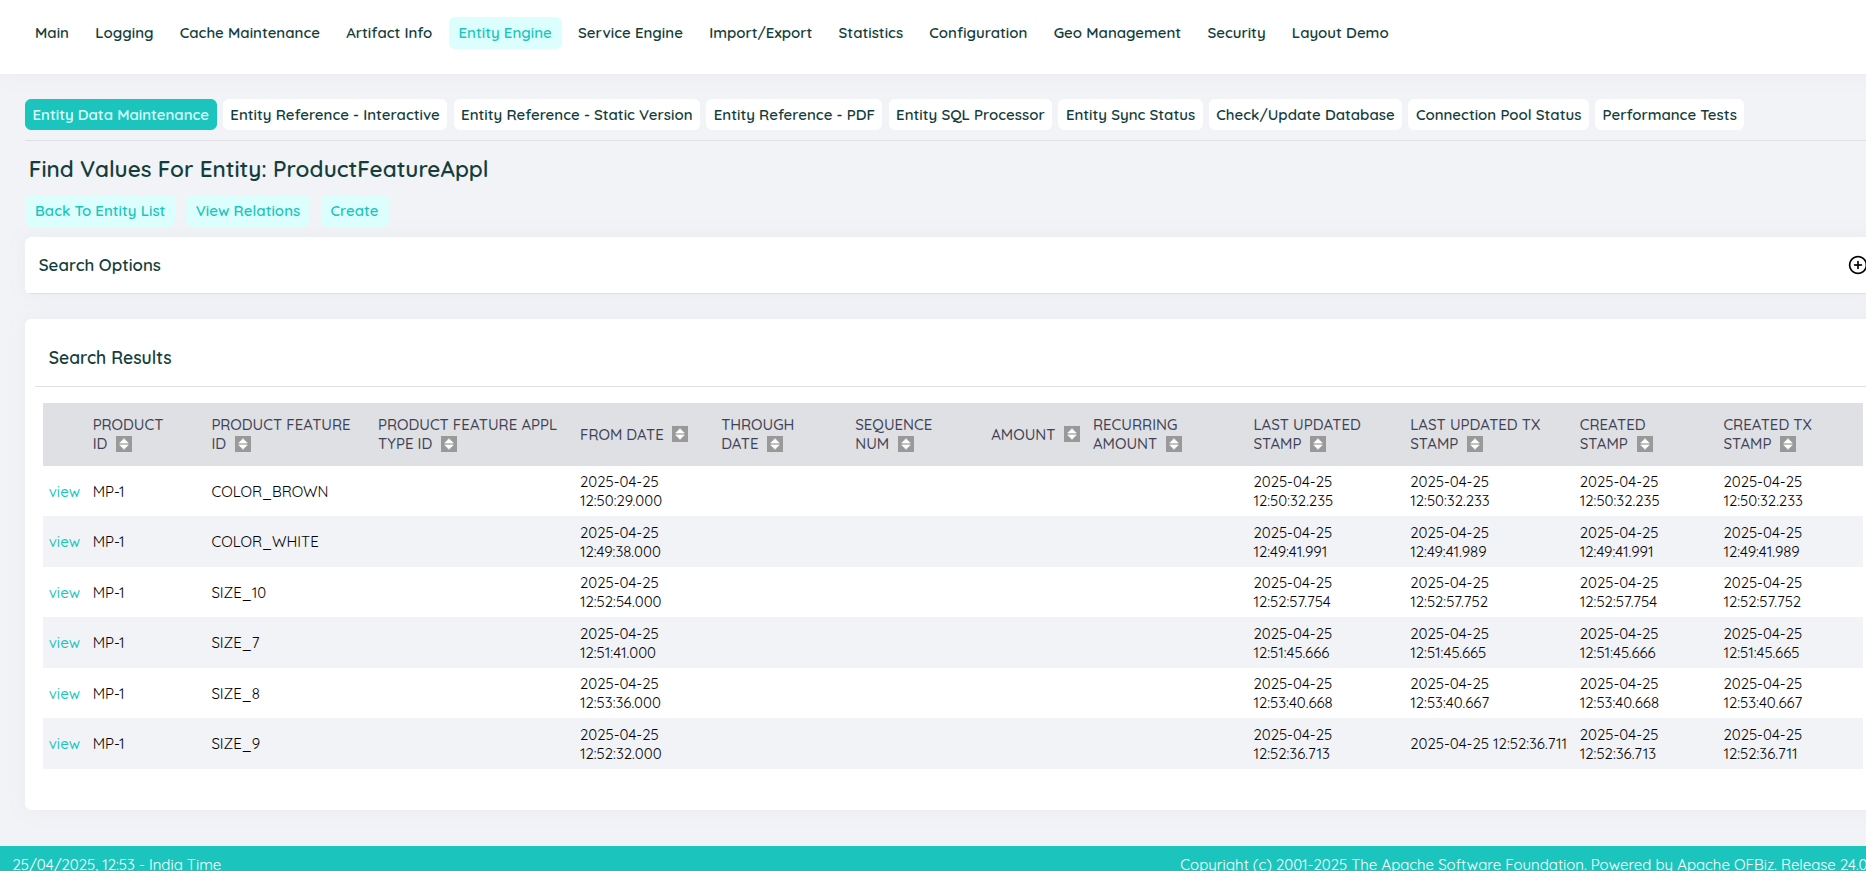 Main Logging Cache Maintenance Artifact Info Entity Engine Service Engine Import/Export Statistics Configuration Geo Management Security Layout Demo
Entity Data Maintenance Entity Reference - Interactive Entity Reference - Static Version Entity Reference - PDF Entity SQL Processor Entity Sync Status Check/Update Database Connection Pool Status Performance Tests
Find Values For Entity: ProductFeatureAppl
Back To Entity List View Relations Create
Search Options
Search Results
PRODUCT ID PRODUCT FEATURE ID PRODUCT FEATURE APPL TYPE ID FROM DATE THROUGH DATE SEQUENCE NUM AMOUNT RECURRING AMOUNT LAST UPDATED STAMP LAST UPDATED TX STAMP CREATED STAMP CREATED TX STAMP
view MP-1 COLOR_BROWN 2025-04-25 12:50:29.000 2025-04-25 12:50:32.235 2025-04-25 12:50:32.233 2025-04-25 12:50:32.235 2025-04-25 12:50:32.233
view MP-1 COLOR_WHITE 2025-04-25 12:49:38.000 2025-04-25 12:49:41.991 2025-04-25 12:49:41.989 2025-04-25 12:49:41.991 2025-04-25 12:49:41.989
view MP-1 SIZE_10 2025-04-25 12:52:54.000 2025-04-25 12:52:57.754 2025-04-25 12:52:57.752 2025-04-25 12:52:57.754 2025-04-25 12:52:57.752
view MP-1 SIZE_7 2025-04-25 12:51:41.000 2025-04-25 12:51:45.666 2025-04-25 12:51:45.665 2025-04-25 12:51:45.666 2025-04-25 12:51:45.665
view MP-1 SIZE_8 2025-04-25 12:53:36.000 2025-04-25 12:53:40.668 2025-04-25 12:53:40.667 2025-04-25 12:53:40.668 2025-04-25 12:53:40.667
view MP-1 SIZE_9 2025-04-25 12:52:32.000 2025-04-25 12:52:36.713 2025-04-25 12:52:36.711 2025-04-25 12:52:36.713 2025-04-25 12:52:36.711
25/04/2025, 12:53 - India Time Copyright (c) 2001-2025 The Apache Software Foundation. Powered by Apache OFBiz. Release 24.0